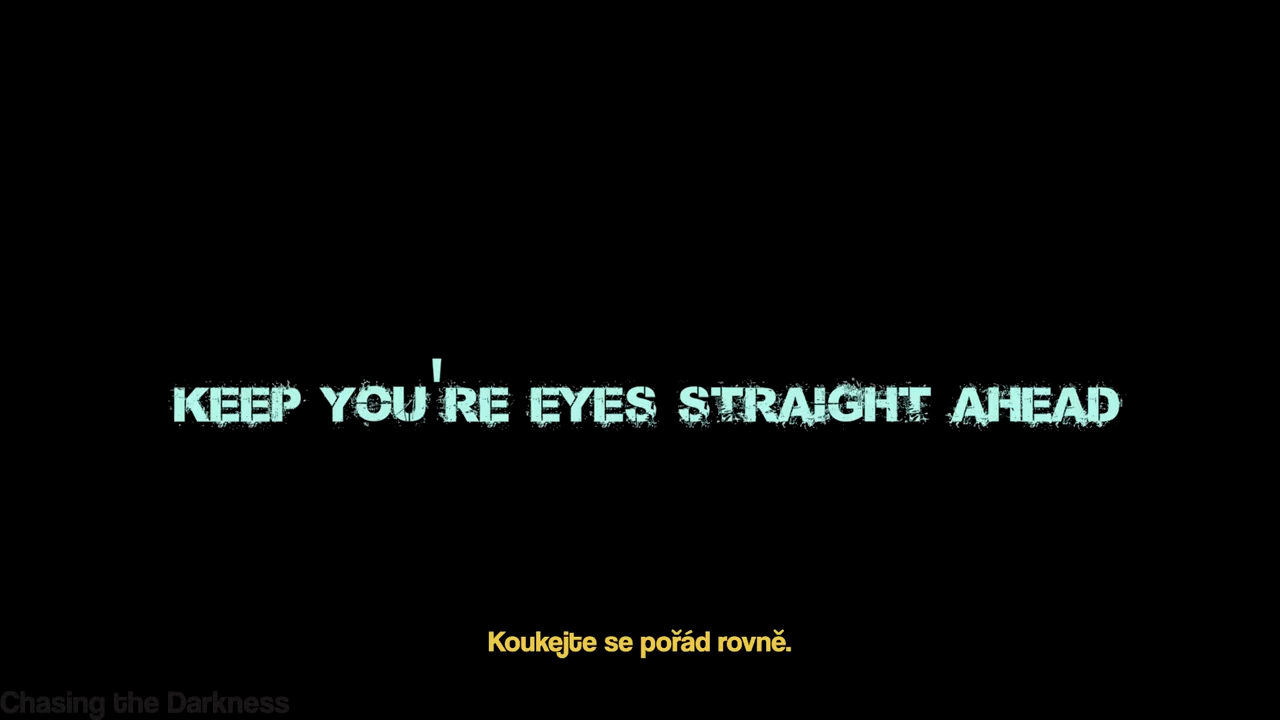 KEEP YOU'RE EYES STRAIGHT AHEAD
Koukejte se pořád rovně.
Chasing the Darkness